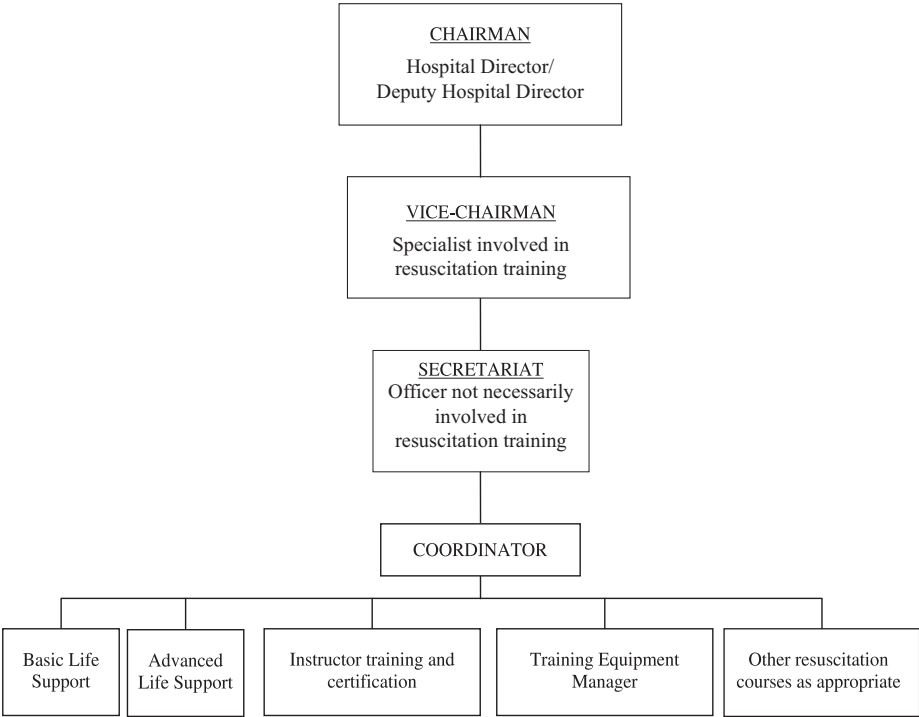 CHAIRMAN
Hospital Director/
Deputy Hospital Director
VICE-CHAIRMAN
Specialist involved in
resuscitation training
SECRETARIAT
Officer not necessarily
involved in
resuscitation training
COORDINATOR
Basic Life
Support
Advanced
Life Support
Instructor training and
certification
Training Equipment
Manager
Other resuscitation
courses as appropriate